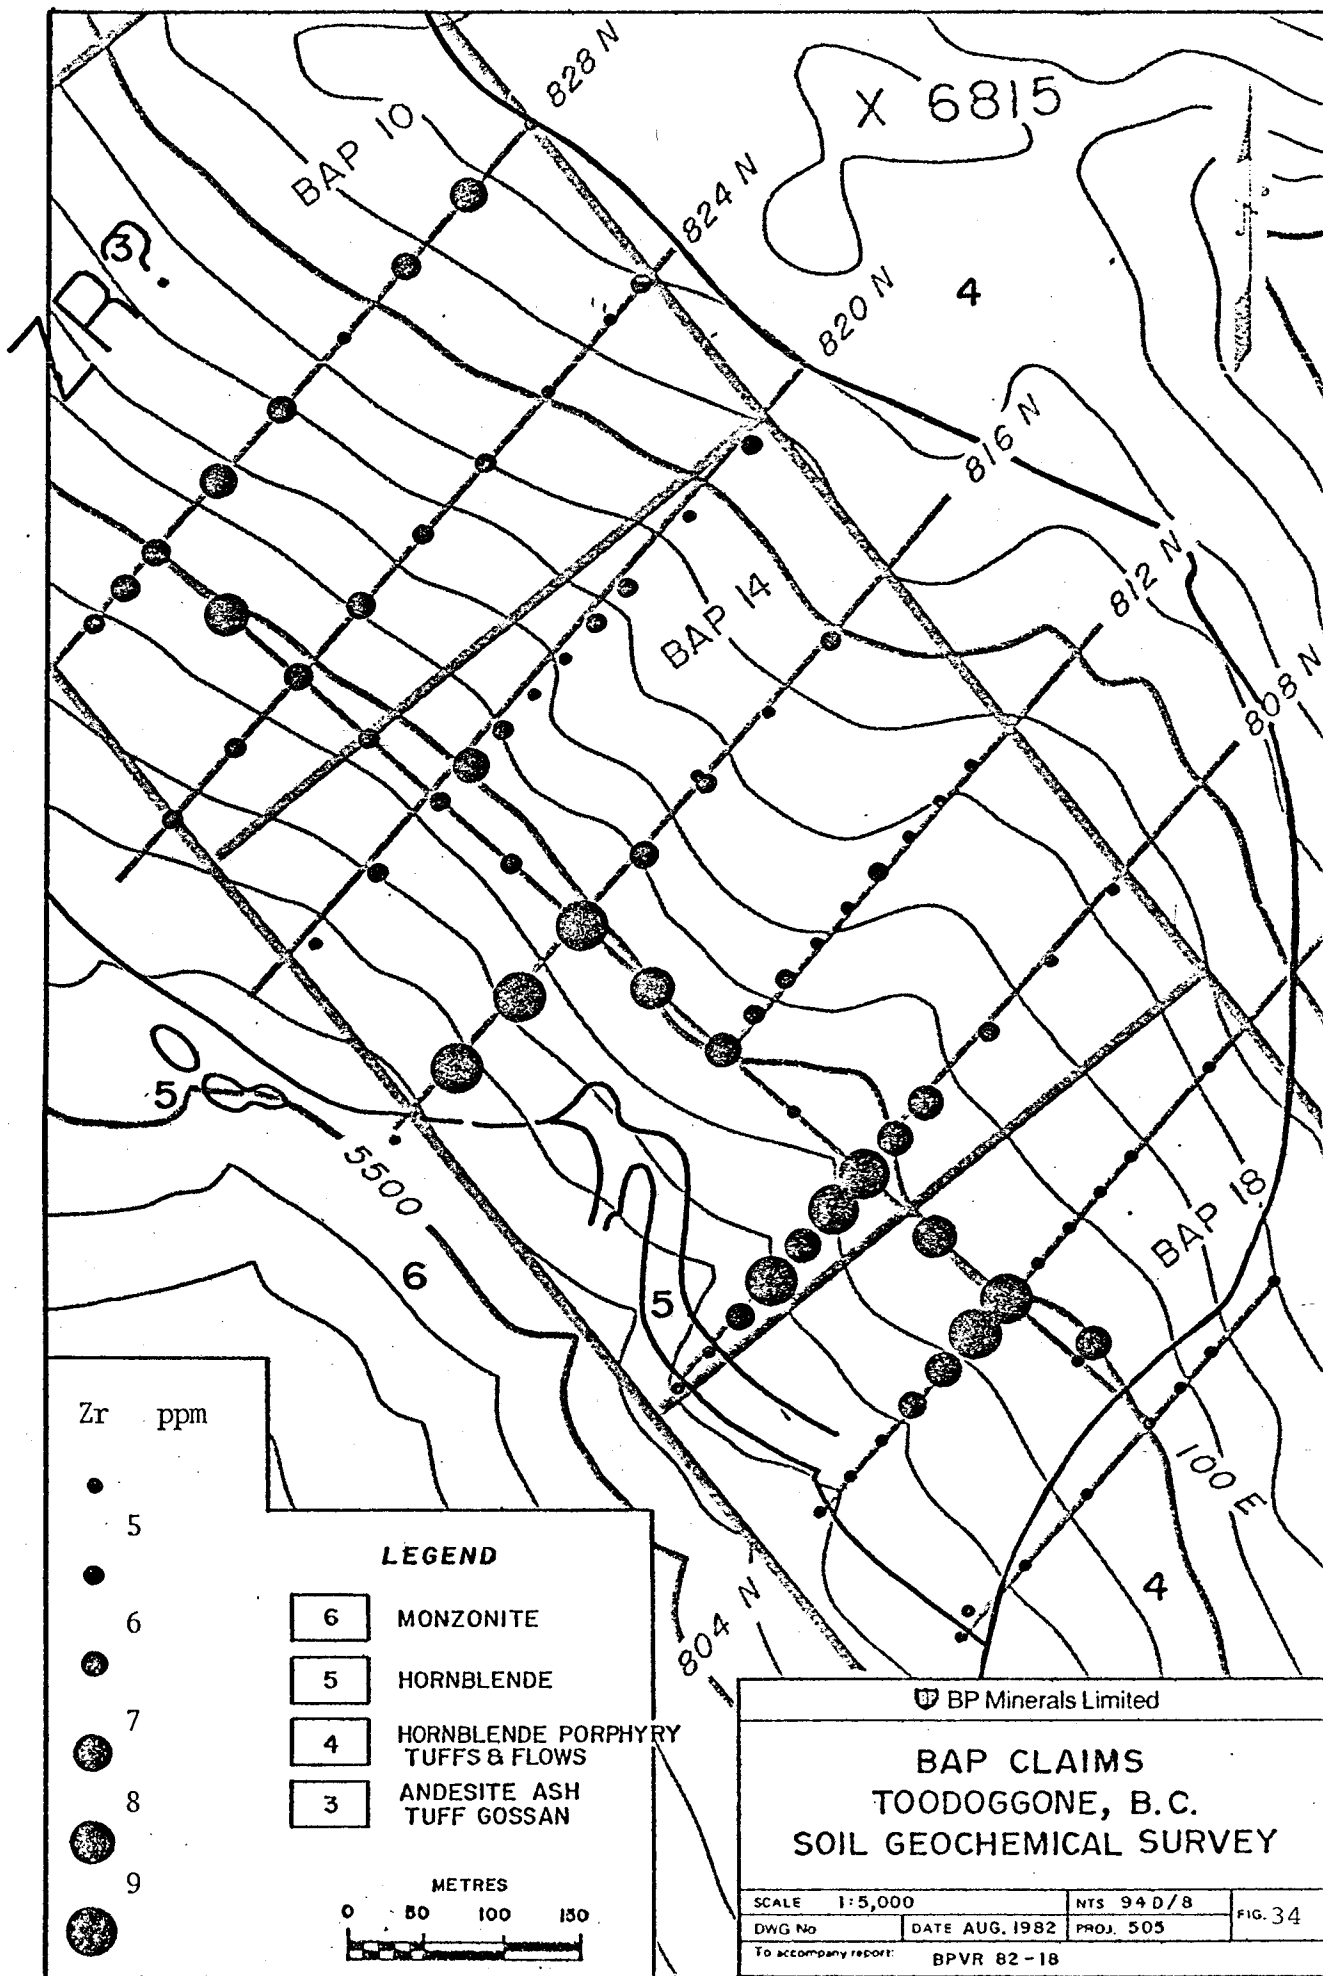 828 N
X 6815
BAP 10
824 N
3
ZR
820 N
4
816 N
812 N
BAP 14
808 N
5
5500
BAP 18
6
5
100 E
4
804 N
Zr ppm
5
6
7
8
9
LEGEND
6 MONZONITE
5 HORNBLENDE
4 HORNBLENDE PORPHYRY
TUFFS & FLOWS
3 ANDESITE ASH
TUFF GOSSAN
METRES
0 50 100 150
BP BP Minerals Limited
BAP CLAIMS
TOODOGGONE, B.C.
SOIL GEOCHEMICAL SURVEY
SCALE 1:5,000 NTS 94 D/8 FIG. 34
DWG No DATE AUG. 1982 PROJ. 505
To accompany report: BPVR 82-18